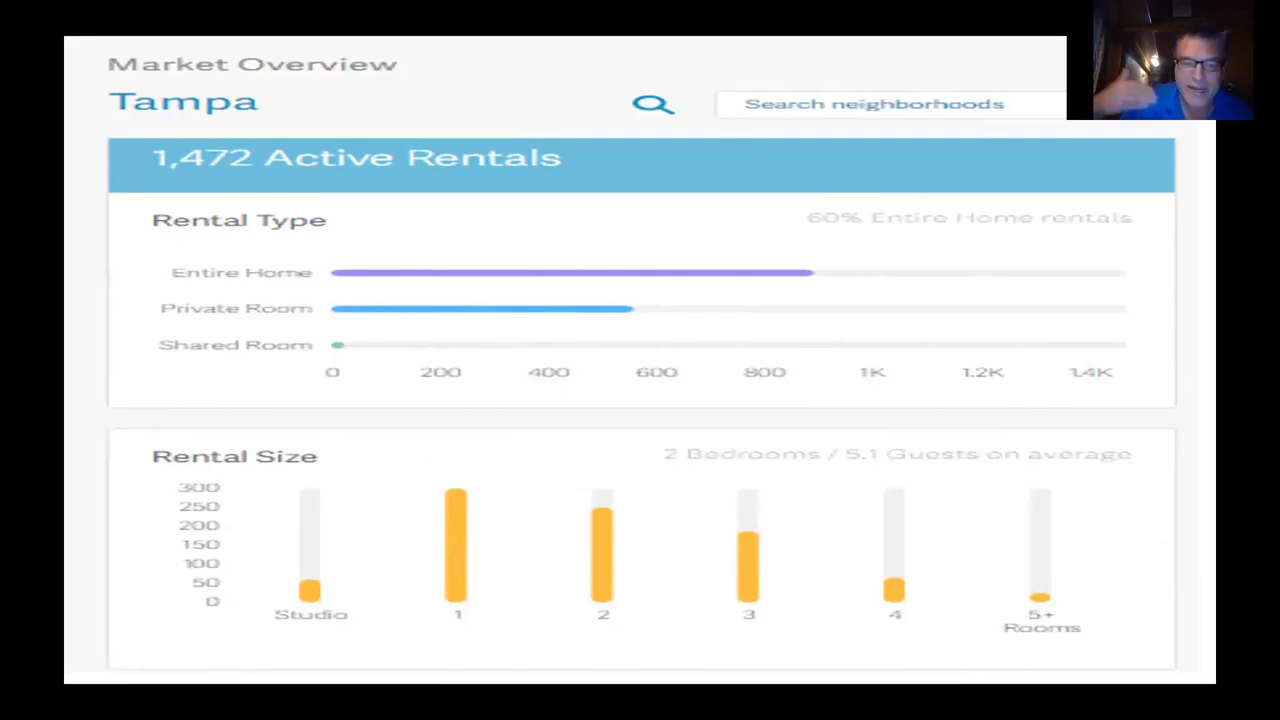 Market Overview
Tampa
Search neighborhoods
1,472 Active Rentals
Rental Type
60% Entire Home rentals
Entire Home
Private Room
Shared Room
0 200 400 600 800 1K 1.2K 1.4K
Rental Size
2 Bedrooms / 5.1 Guests on average
300
250
200
150
100
50
0
Studio 1 2 3 4 5+
Rooms